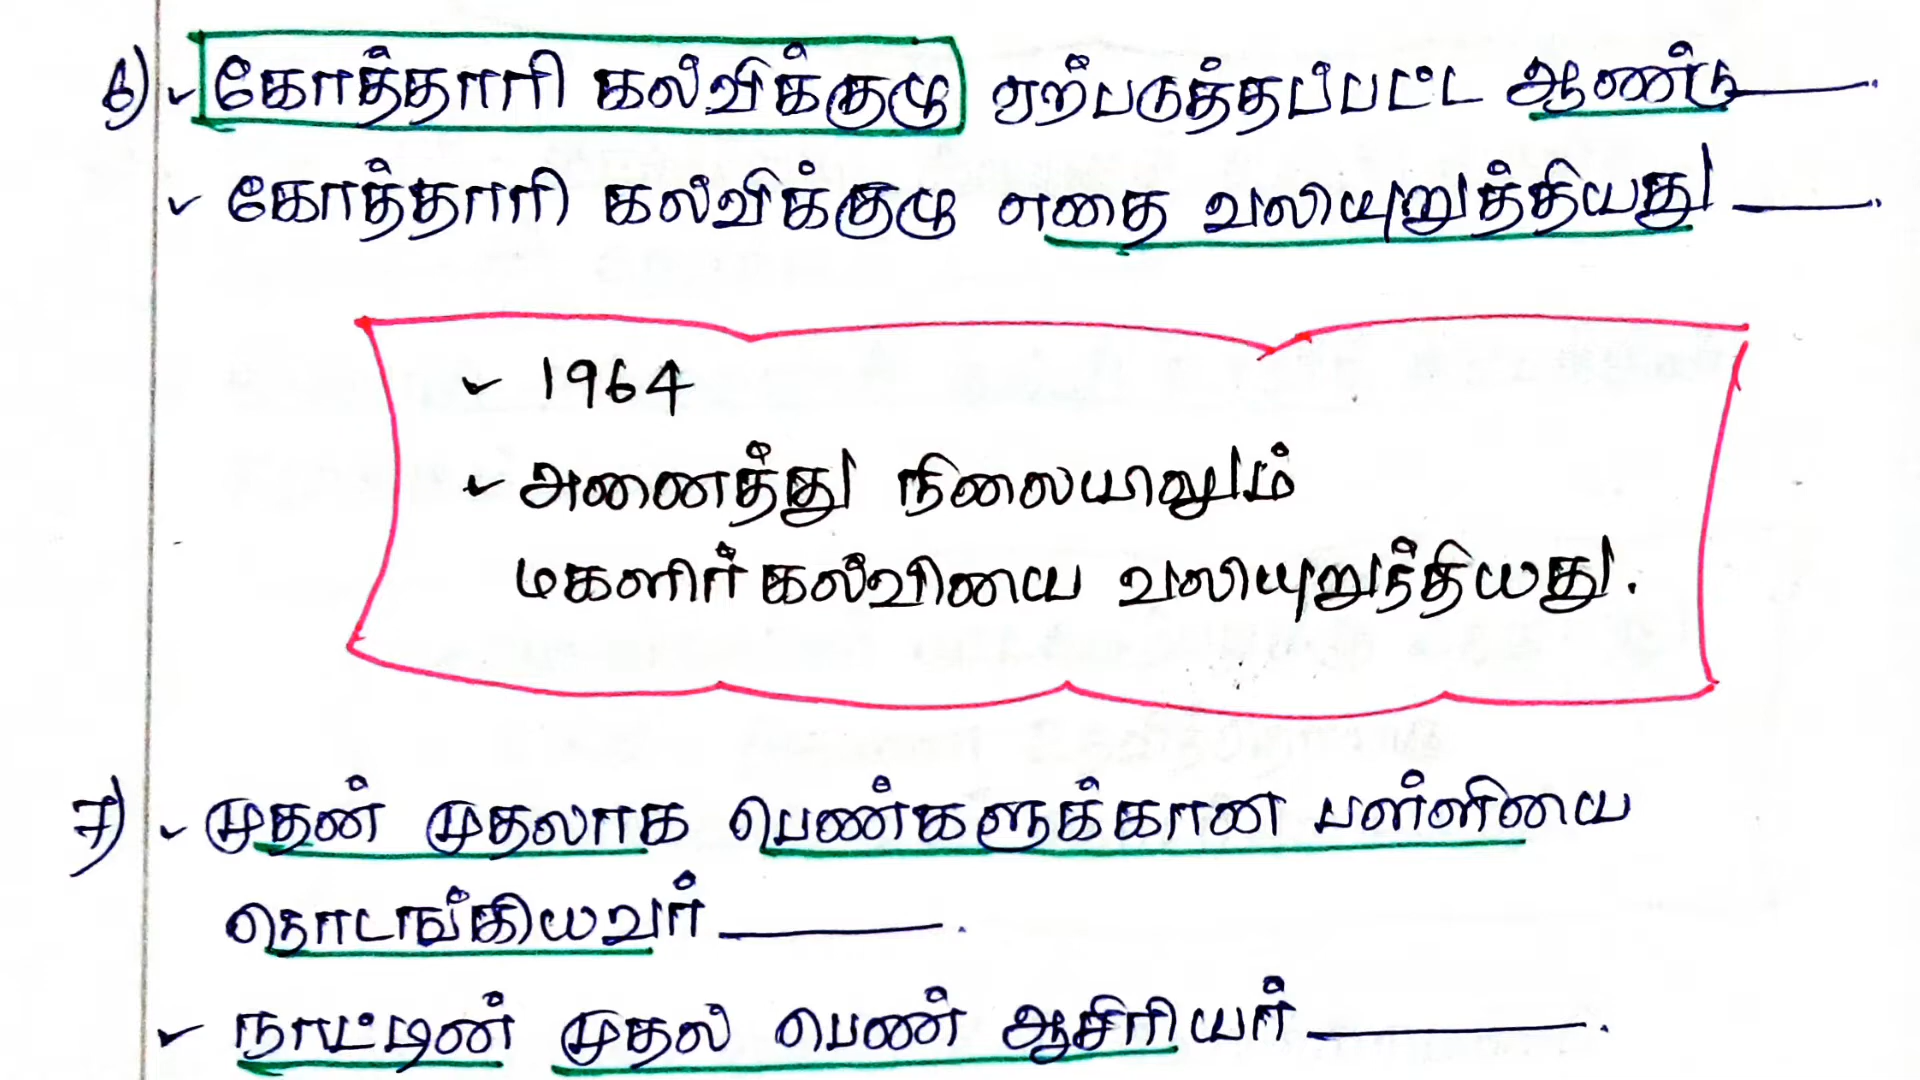 6) ✓ கோத்தாரி கல்விக்குழு ஏற்படுத்தப்பட்ட ஆண்டு ______.
✓ கோத்தாரி கல்விக்குழு எதை வலியுறுத்தியது ______.
✓ 1964
✓ அனைத்து நிலையாலும்
மகளிர் கல்வியை வலியுறுத்தியது.
7) ✓ முதன் முதலாக பெண்களுக்கான பள்ளியை
தொடங்கியவர் ______.
✓ நாட்டின் முதல் பெண் ஆசிரியர் ______.